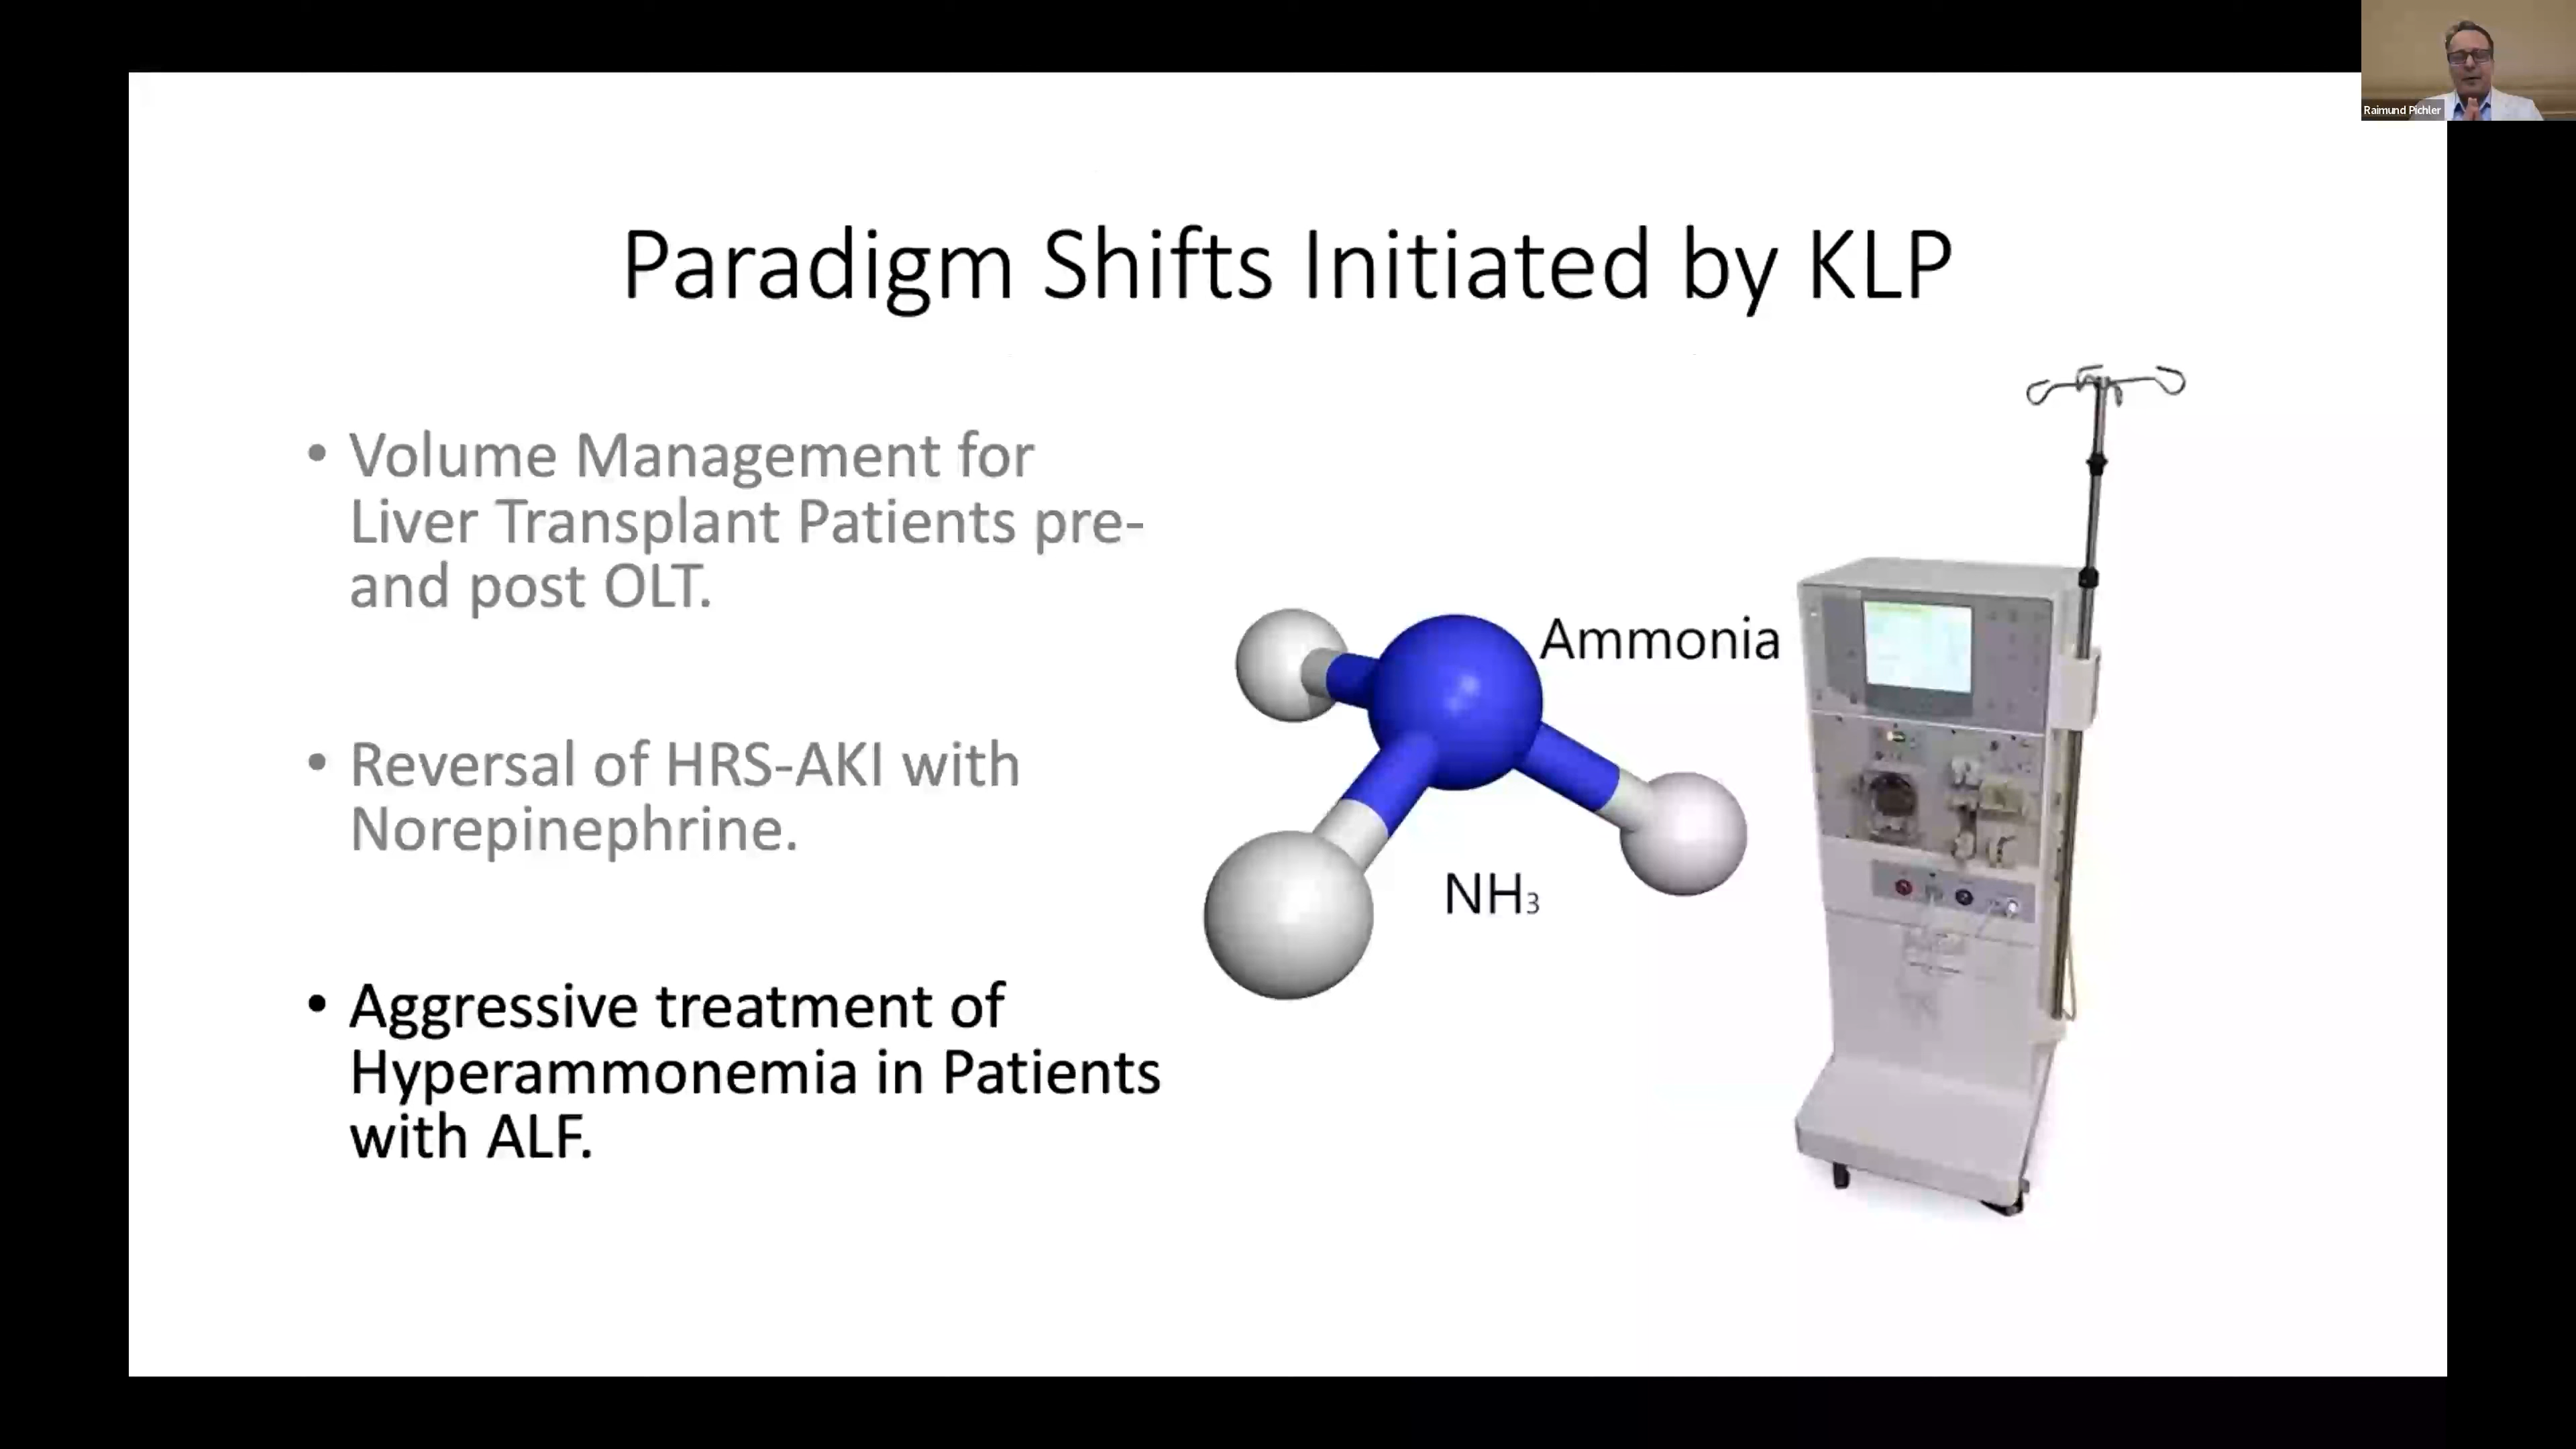 Raimund Pichler
Paradigm Shifts Initiated by KLP
• Volume Management for
Liver Transplant Patients pre-
and post OLT.
• Reversal of HRS-AKI with
Norepinephrine.
• Aggressive treatment of
Hyperammonemia in Patients
with ALF.
Ammonia
NH₃